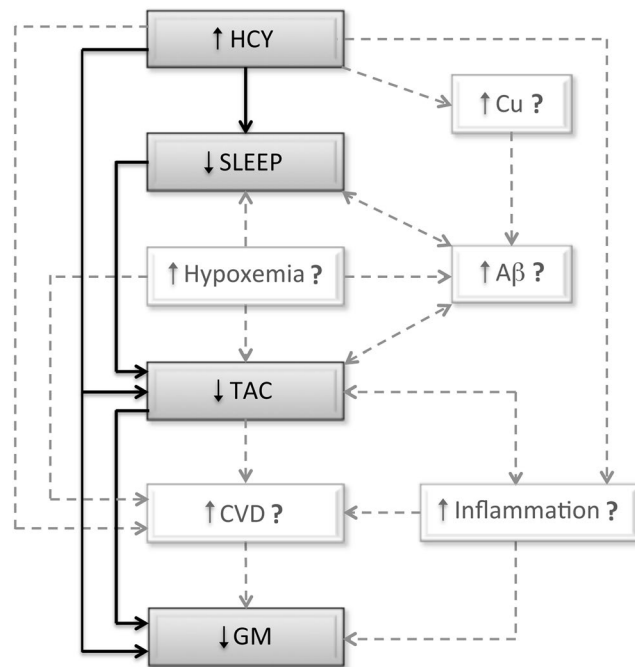 ↑ HCY
↑ Cu ?
↓ SLEEP
↑ Hypoxemia ?
↑ Aβ ?
↓ TAC
↑ CVD ?
↑ Inflammation ?
↓ GM